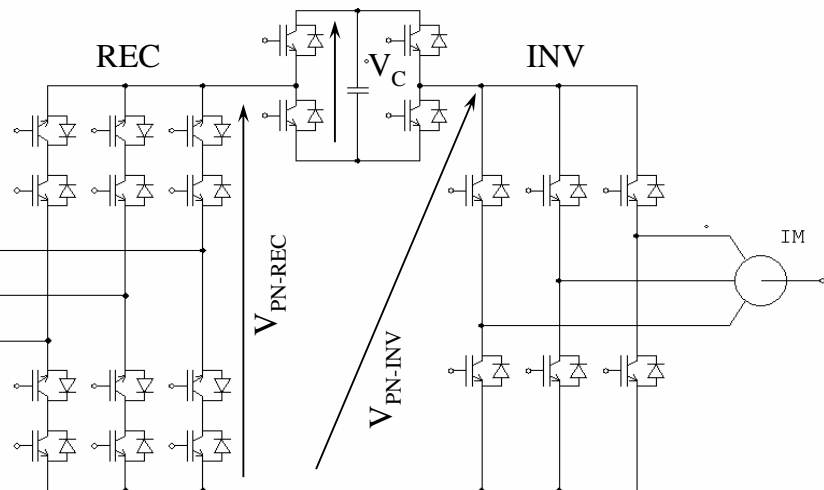 REC
V_C
INV
V_PN-REC
V_PN-INV
IM